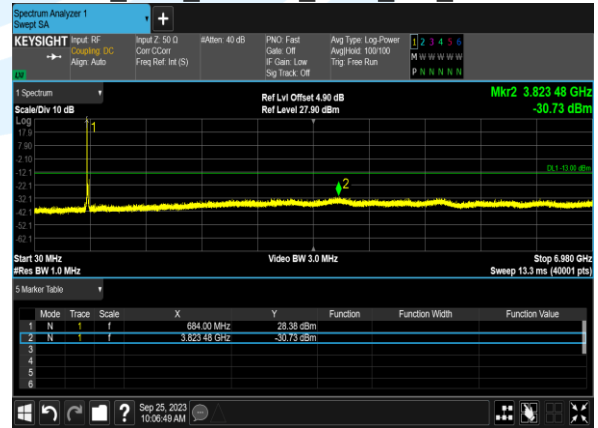 Spectrum Analyzer 1
Swept SA
+
KEYSIGHT Input: RF Input Z: 50 Ω #Atten: 40 dB PNO: Fast Avg Type: Log-Power 1 2 3 4 5 6
Coupling: DC Corr CCorr Gate: Off Avg|Hold: 100/100 M W W W W W
Align: Auto Freq Ref: Int (S) IF Gain: Low Trig: Free Run
Sig Track: Off P N N N N N
1 Spectrum Ref Lvl Offset 4.90 dB Mkr2 3.823 48 GHz
Scale/Div 10 dB Ref Level 27.90 dBm -30.73 dBm
Log
1
17.9
7.90
-2.10
-12.1 DL1 -13.00 dBm
-22.1 2
-32.1
-42.1
-52.1
-62.1
Start 30 MHz Video BW 3.0 MHz Stop 6.980 GHz
#Res BW 1.0 MHz Sweep 13.3 ms (40001 pts)
5 Marker Table
Mode Trace Scale X Y Function Function Width Function Value
1 N 1 f 684.00 MHz 28.38 dBm
2 N 1 f 3.823 48 GHz -30.73 dBm
3
4
5
6
? Sep 25, 2023
10:06:49 AM